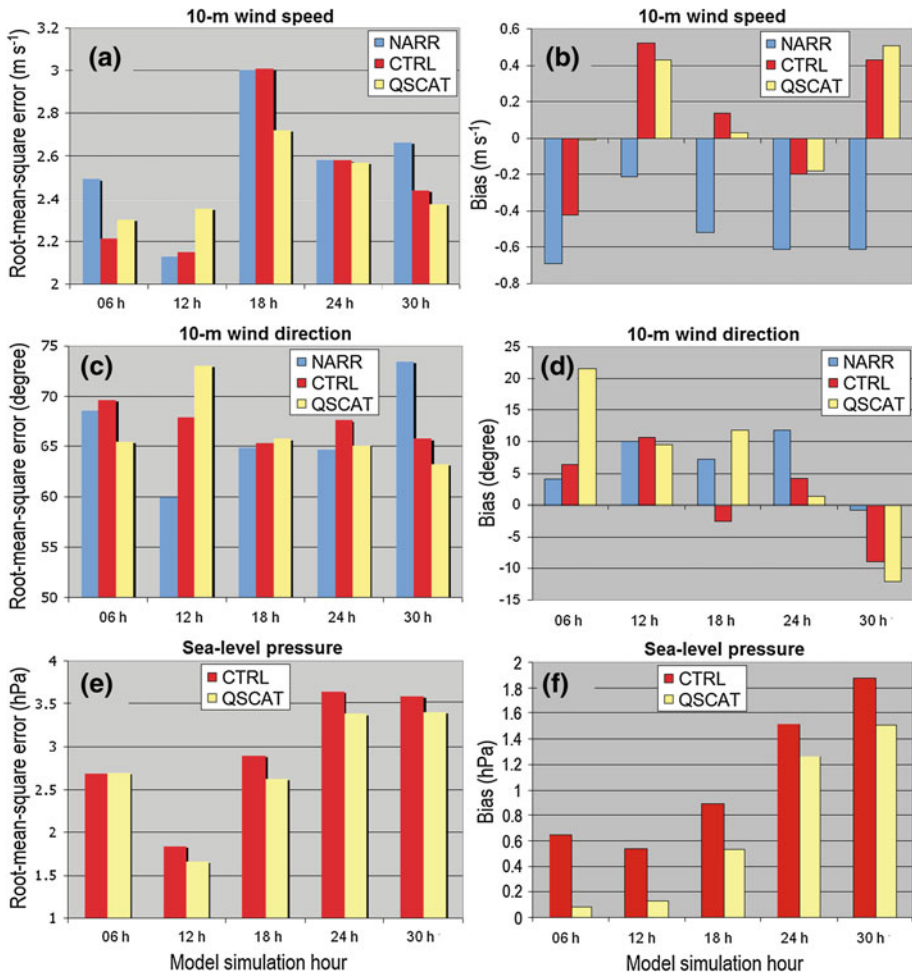 10-m wind speed
(a)
NARR
CTRL
QSCAT
Root-mean-square error (m s-1)
3.2
3
2.8
2.6
2.4
2.2
2
06 h 12 h 18 h 24 h 30 h
10-m wind speed
(b)
NARR
CTRL
QSCAT
Bias (m s-1)
0.6
0.4
0.2
0
-0.2
-0.4
-0.6
-0.8
06 h 12 h 18 h 24 h 30 h
10-m wind direction
(c)
NARR
CTRL
QSCAT
Root-mean-square error (degree)
75
70
65
60
55
50
06 h 12 h 18 h 24 h 30 h
10-m wind direction
(d)
NARR
CTRL
QSCAT
Bias (degree)
25
20
15
10
5
0
-5
-10
-15
06 h 12 h 18 h 24 h 30 h
Sea-level pressure
(e)
CTRL
QSCAT
Root-mean-square error (hPa)
4
3.5
3
2.5
2
1.5
1
06 h 12 h 18 h 24 h 30 h
Model simulation hour
Sea-level pressure
(f)
CTRL
QSCAT
Bias (hPa)
2
1.8
1.6
1.4
1.2
1
0.8
0.6
0.4
0.2
0
06 h 12 h 18 h 24 h 30 h
Model simulation hour